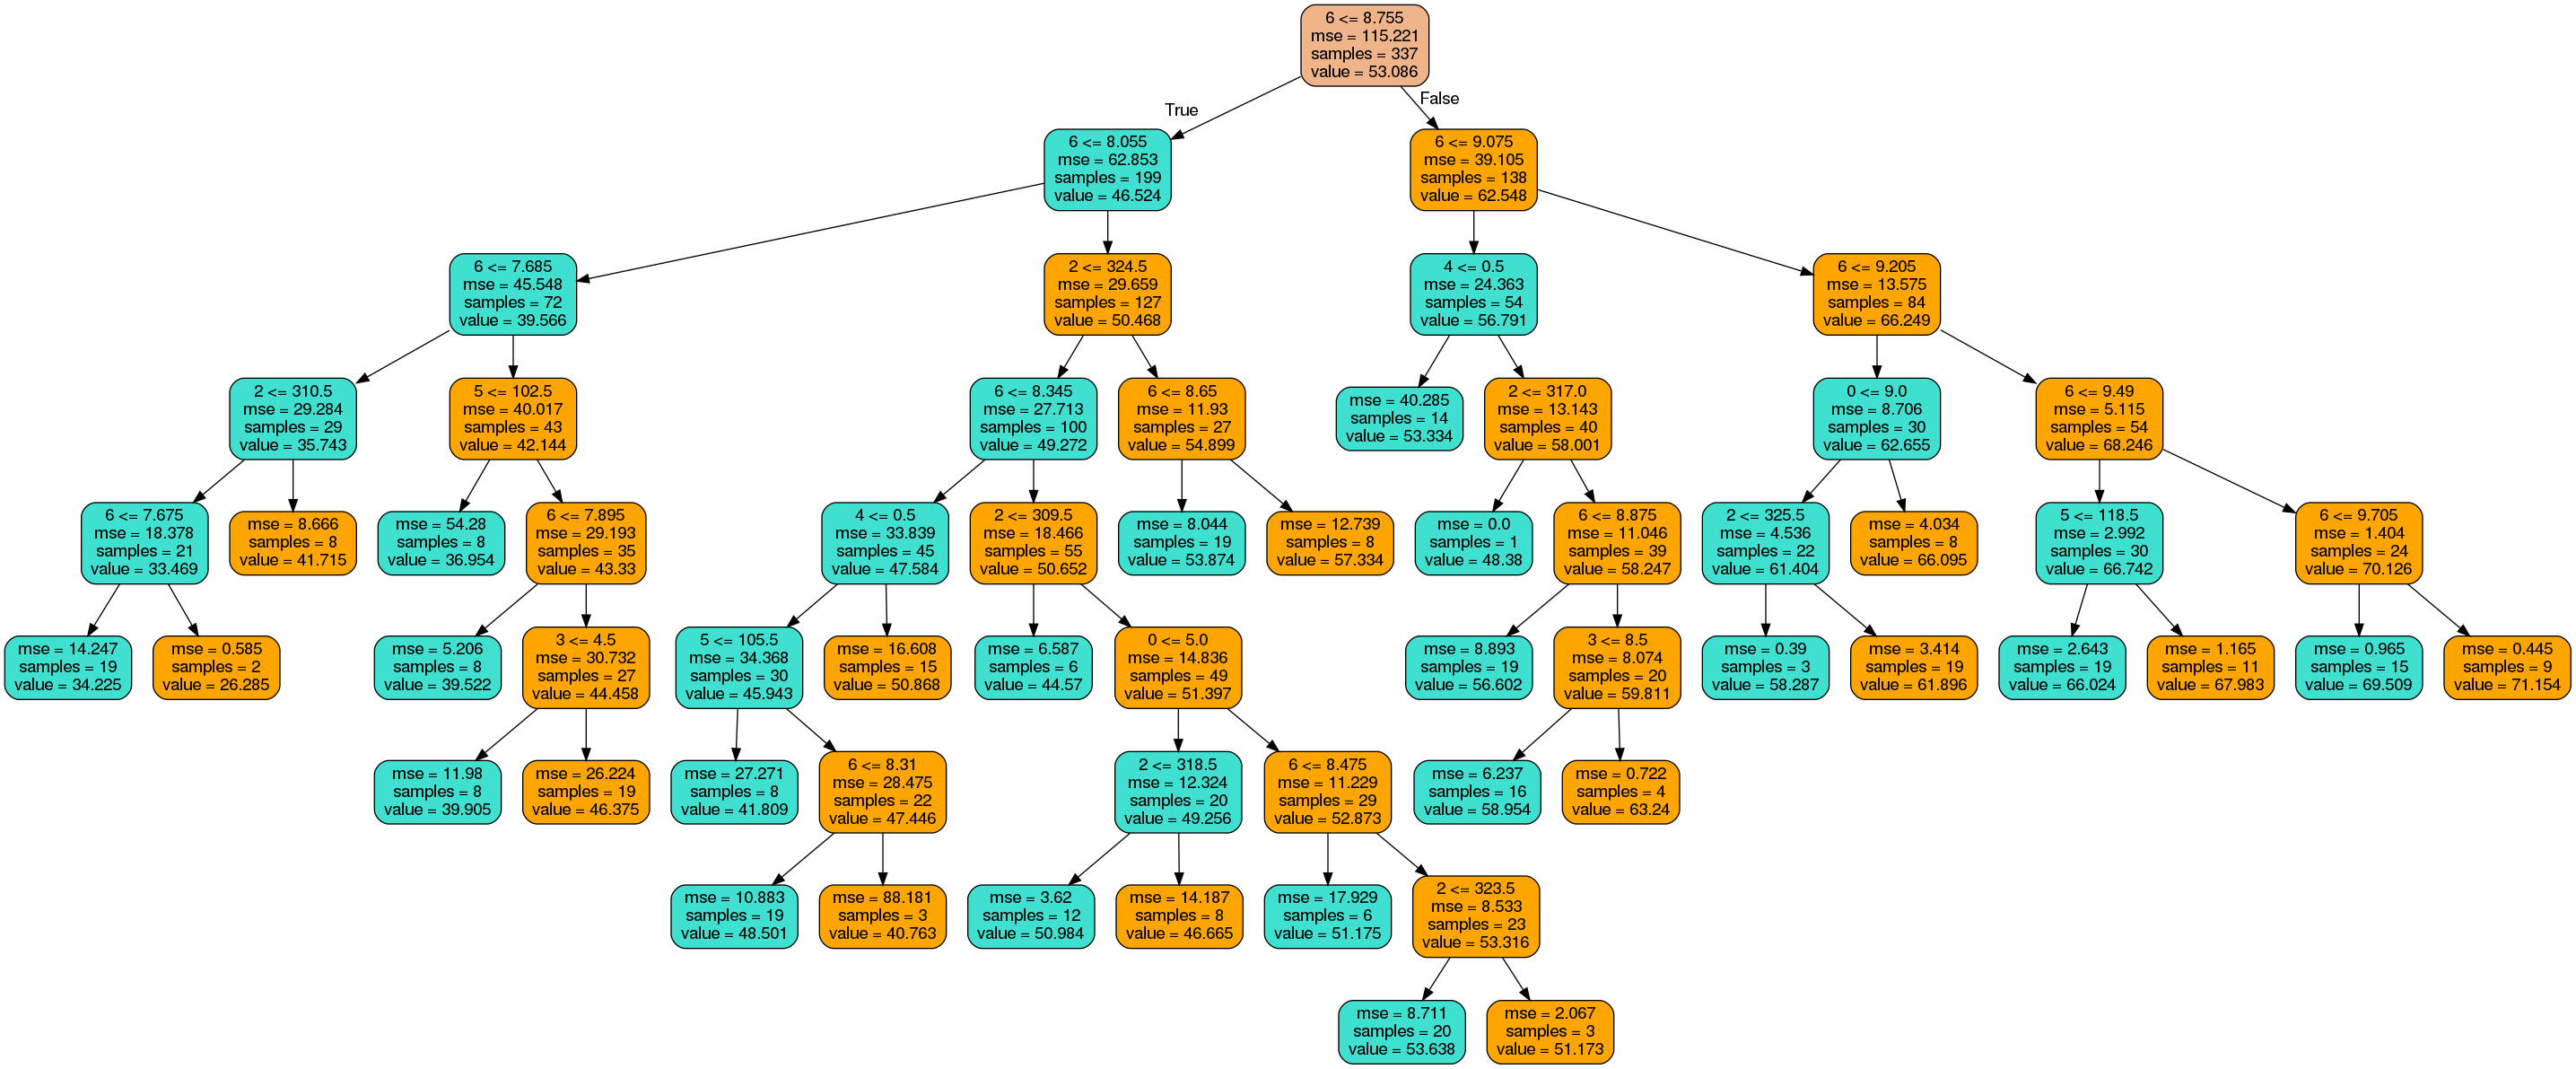 6 <= 8.755
mse = 115.221
samples = 337
value = 53.086
True
False
6 <= 8.055
mse = 62.853
samples = 199
value = 46.524
6 <= 9.075
mse = 39.105
samples = 138
value = 62.548
6 <= 7.685
mse = 45.548
samples = 72
value = 39.566
2 <= 324.5
mse = 29.659
samples = 127
value = 50.468
4 <= 0.5
mse = 24.363
samples = 54
value = 56.791
6 <= 9.205
mse = 13.575
samples = 84
value = 66.249
2 <= 310.5
mse = 29.284
samples = 29
value = 35.743
5 <= 102.5
mse = 40.017
samples = 43
value = 42.144
6 <= 8.345
mse = 27.713
samples = 100
value = 49.272
6 <= 8.65
mse = 11.93
samples = 27
value = 54.899
mse = 40.285
samples = 14
value = 53.334
2 <= 317.0
mse = 13.143
samples = 40
value = 58.001
0 <= 9.0
mse = 8.706
samples = 30
value = 62.655
6 <= 9.49
mse = 5.115
samples = 54
value = 68.246
6 <= 7.675
mse = 18.378
samples = 21
value = 33.469
mse = 8.666
samples = 8
value = 41.715
mse = 54.28
samples = 8
value = 36.954
6 <= 7.895
mse = 29.193
samples = 35
value = 43.33
4 <= 0.5
mse = 33.839
samples = 45
value = 47.584
2 <= 309.5
mse = 18.466
samples = 55
value = 50.652
mse = 8.044
samples = 19
value = 53.874
mse = 12.739
samples = 8
value = 57.334
mse = 0.0
samples = 1
value = 48.38
6 <= 8.875
mse = 11.046
samples = 39
value = 58.247
2 <= 325.5
mse = 4.536
samples = 22
value = 61.404
mse = 4.034
samples = 8
value = 66.095
5 <= 118.5
mse = 2.992
samples = 30
value = 66.742
6 <= 9.705
mse = 1.404
samples = 24
value = 70.126
mse = 14.247
samples = 19
value = 34.225
mse = 0.585
samples = 2
value = 26.285
mse = 5.206
samples = 8
value = 39.522
3 <= 4.5
mse = 30.732
samples = 27
value = 44.458
5 <= 105.5
mse = 34.368
samples = 30
value = 45.943
mse = 16.608
samples = 15
value = 50.868
mse = 6.587
samples = 6
value = 44.57
0 <= 5.0
mse = 14.836
samples = 49
value = 51.397
mse = 8.893
samples = 19
value = 56.602
3 <= 8.5
mse = 8.074
samples = 20
value = 59.811
mse = 0.39
samples = 3
value = 58.287
mse = 3.414
samples = 19
value = 61.896
mse = 2.643
samples = 19
value = 66.024
mse = 1.165
samples = 11
value = 67.983
mse = 0.965
samples = 15
value = 69.509
mse = 0.445
samples = 9
value = 71.154
mse = 11.98
samples = 8
value = 39.905
mse = 26.224
samples = 19
value = 46.375
mse = 27.271
samples = 8
value = 41.809
6 <= 8.31
mse = 28.475
samples = 22
value = 47.446
2 <= 318.5
mse = 12.324
samples = 20
value = 49.256
6 <= 8.475
mse = 11.229
samples = 29
value = 52.873
mse = 6.237
samples = 16
value = 58.954
mse = 0.722
samples = 4
value = 63.24
mse = 10.883
samples = 19
value = 48.501
mse = 88.181
samples = 3
value = 40.763
mse = 3.62
samples = 12
value = 50.984
mse = 14.187
samples = 8
value = 46.665
mse = 17.929
samples = 6
value = 51.175
2 <= 323.5
mse = 8.533
samples = 23
value = 53.316
mse = 8.711
samples = 20
value = 53.638
mse = 2.067
samples = 3
value = 51.173